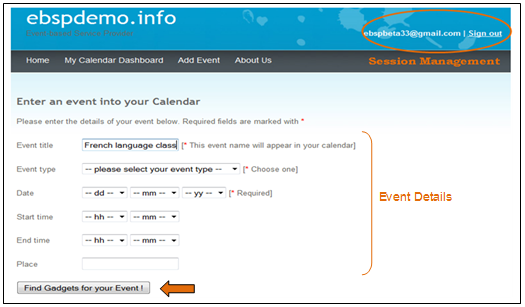 ebspdemo.info
Event-based Service Provider
ebspbeta33@gmail.com | Sign out
Home My Calendar Dashboard Add Event About Us
Session Management
Enter an event into your Calendar
Please enter the details of your event below. Required fields are marked with *
Event title French language class [* This event name will appear in your calendar]
Event type -- please select your event type -- [* Choose one]
Date -- dd -- -- mm -- -- yy -- [* Required]
Event Details
Start time -- hh -- -- mm --
End time -- hh -- -- mm --
Place
Find Gadgets for your Event !